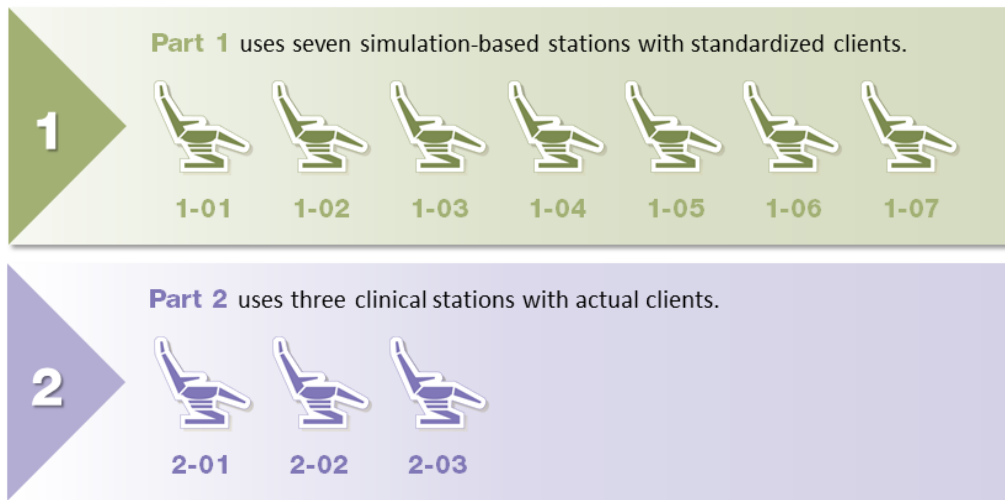 Part 1 uses seven simulation-based stations with standardized clients.
1
1-01 1-02 1-03 1-04 1-05 1-06 1-07
Part 2 uses three clinical stations with actual clients.
2
2-01 2-02 2-03